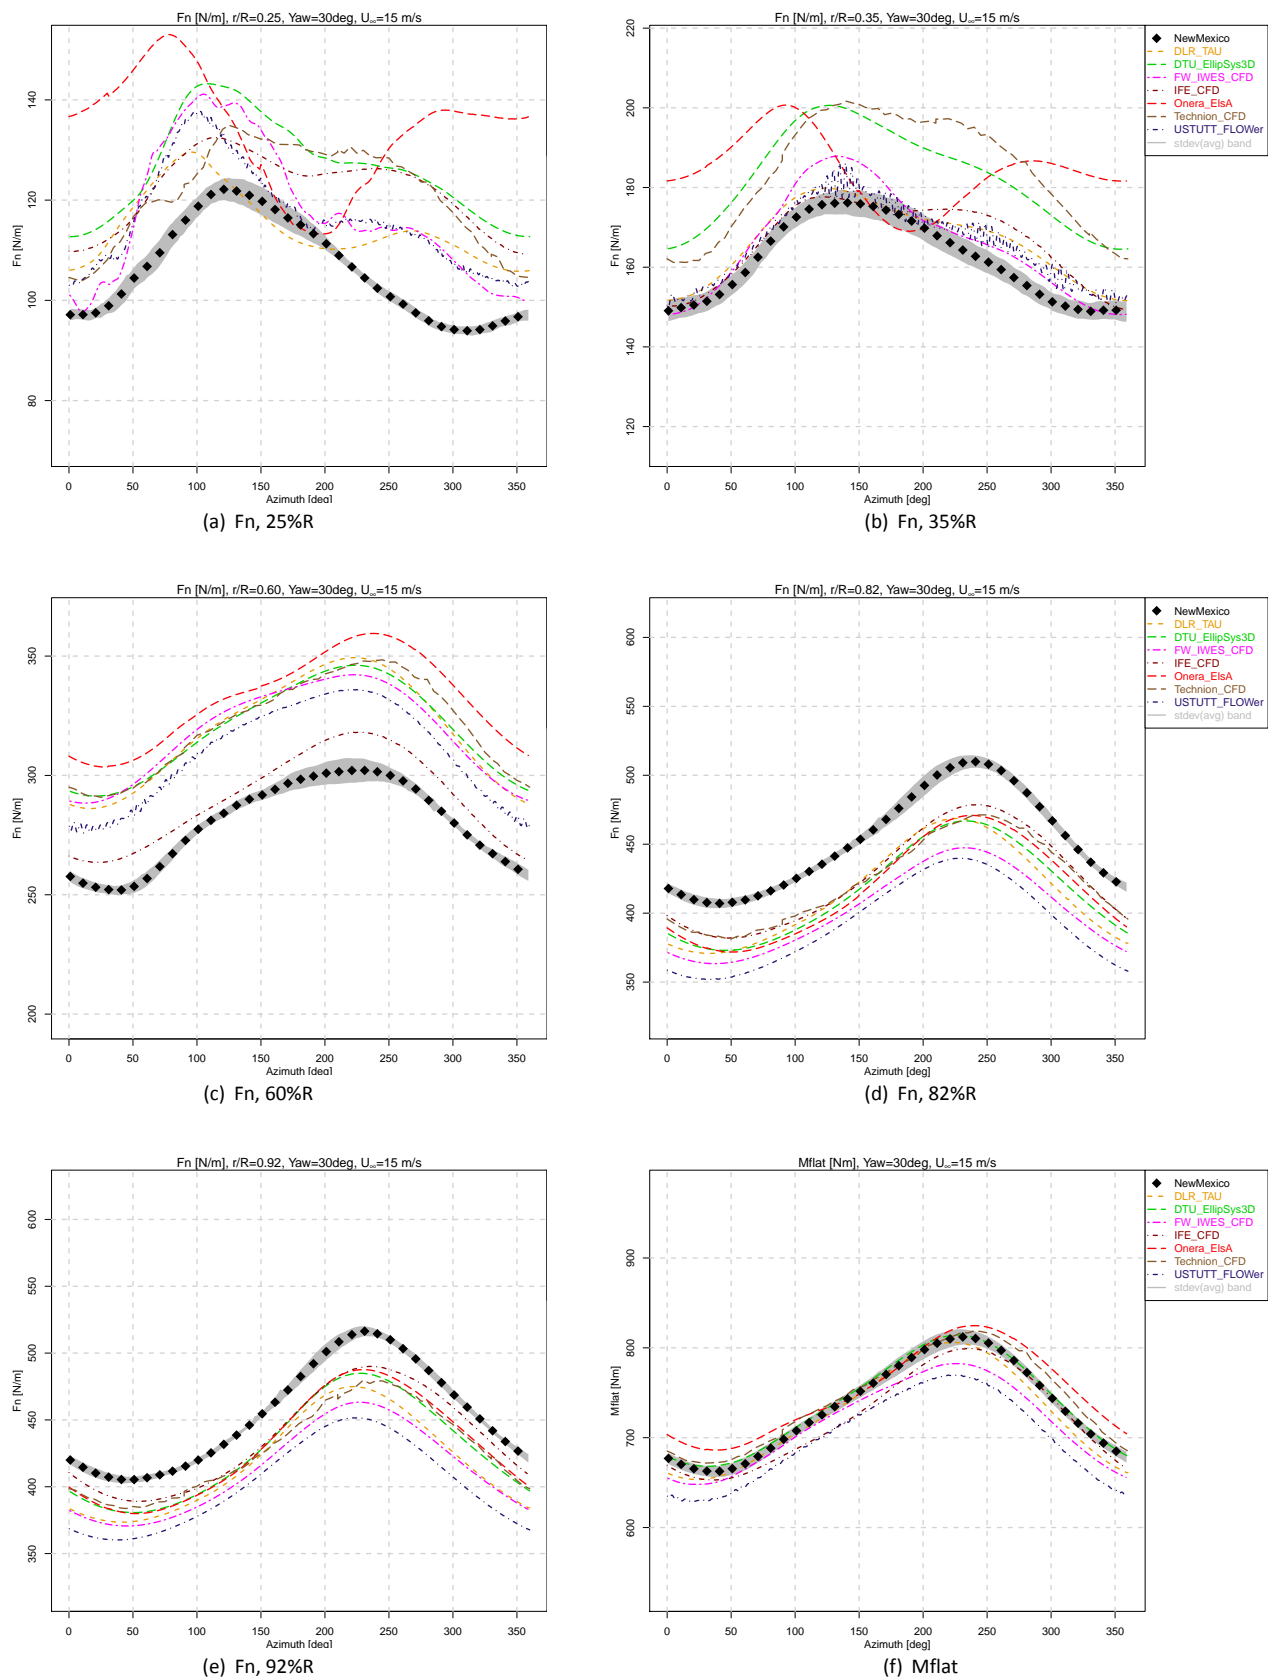 Fn [N/m], r/R=0.25, Yaw=30deg, U∞=15 m/s
Fn [N/m]
80 100 120 140
0 50 100 150 200 250 300 350
Azimuth [deg]
(a) Fn, 25%R
Fn [N/m], r/R=0.35, Yaw=30deg, U∞=15 m/s
Fn [N/m]
120 140 160 180 200 220
0 50 100 150 200 250 300 350
Azimuth [deg]
NewMexico
DLR_TAU
DTU_EllipSys3D
FW_IWES_CFD
IFE_CFD
Onera_ElsA
Technion_CFD
USTUTT_FLOWer
stdev(avg) band
(b) Fn, 35%R
Fn [N/m], r/R=0.60, Yaw=30deg, U∞=15 m/s
Fn [N/m]
200 250 300 350
0 50 100 150 200 250 300 350
Azimuth [deg]
(c) Fn, 60%R
Fn [N/m], r/R=0.82, Yaw=30deg, U∞=15 m/s
Fn [N/m]
350 400 450 500 550 600
0 50 100 150 200 250 300 350
Azimuth [deg]
NewMexico
DLR_TAU
DTU_EllipSys3D
FW_IWES_CFD
IFE_CFD
Onera_ElsA
Technion_CFD
USTUTT_FLOWer
stdev(avg) band
(d) Fn, 82%R
Fn [N/m], r/R=0.92, Yaw=30deg, U∞=15 m/s
Fn [N/m]
350 400 450 500 550 600
0 50 100 150 200 250 300 350
Azimuth [deg]
(e) Fn, 92%R
Mflat [Nm], Yaw=30deg, U∞=15 m/s
Mflat [Nm]
600 700 800 900
0 50 100 150 200 250 300 350
Azimuth [deg]
NewMexico
DLR_TAU
DTU_EllipSys3D
FW_IWES_CFD
IFE_CFD
Onera_ElsA
Technion_CFD
USTUTT_FLOWer
stdev(avg) band
(f) Mflat